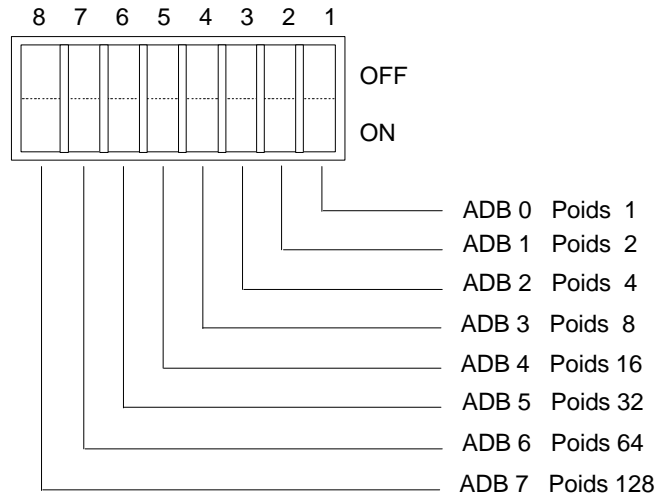 8 7 6 5 4 3 2 1
OFF
ON
ADB 0 Poids 1
ADB 1 Poids 2
ADB 2 Poids 4
ADB 3 Poids 8
ADB 4 Poids 16
ADB 5 Poids 32
ADB 6 Poids 64
ADB 7 Poids 128